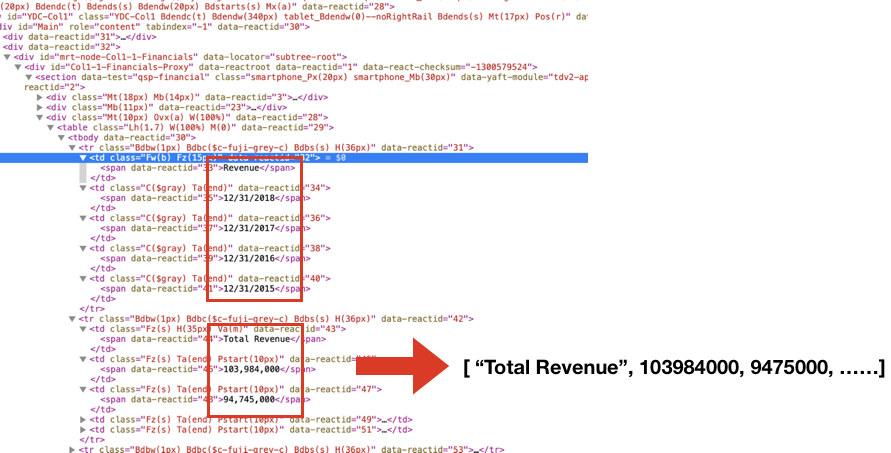 (20px) Bdendc(t) Bdends(s) Bdendw(20px) Bdstarts(s) Mx(a)" data-reactid="28">
id="YDC-Col1" class="YDC-Col1 Bdendc(t) Bdendw(340px) tablet_Bdendw(0)--noRightRail Bdends(s) Mt(17px) Pos(r)" data-
div id="Main" role="content" tabindex="-1" data-reactid="30">
<div data-reactid="31">…</div>
<div data-reactid="32">
▼<div id="mrt-node-Col1-1-Financials" data-locator="subtree-root">
▼<div id="Col1-1-Financials-Proxy" data-reactroot data-reactid="1" data-react-checksum="-1300579524">
▼<section data-test="qsp-financial" class="smartphone_Px(20px) smartphone_Mb(30px)" data-yaft-module="tdv2-ap
reactid="2">
▶<div class="Mt(18px) Mb(14px)" data-reactid="3">…</div>
▶<div class="Mb(11px)" data-reactid="23">…</div>
▼<div class="Mt(10px) Ovx(a) W(100%)" data-reactid="28">
▼<table class="Lh(1.7) W(100%) M(0)" data-reactid="29">
▼<tbody data-reactid="30">
▼<tr class="Bdbw(1px) Bdbc($c-fuji-grey-c) Bdbs(s) H(36px)" data-reactid="31">
▼<td class="Fw(b) Fz(15px)" data-reactid="32"> = $0
<span data-reactid="33">Revenue</span>
</td>
▼<td class="C($gray) Ta(end)" data-reactid="34">
<span data-reactid="35">12/31/2018</span>
</td>
▼<td class="C($gray) Ta(end)" data-reactid="36">
<span data-reactid="37">12/31/2017</span>
</td>
▼<td class="C($gray) Ta(end)" data-reactid="38">
<span data-reactid="39">12/31/2016</span>
</td>
▼<td class="C($gray) Ta(end)" data-reactid="40">
<span data-reactid="41">12/31/2015</span>
</td>
</tr>
▼<tr class="Bdbw(1px) Bdbc($c-fuji-grey-c) Bdbs(s) H(36px)" data-reactid="42">
▼<td class="Fz(s) H(35px) Va(m)" data-reactid="43">
<span data-reactid="44">Total Revenue</span>
</td>
▼<td class="Fz(s) Ta(end) Pstart(10px)" data-reactid="45">
<span data-reactid="46">103,984,000</span>
</td>
▼<td class="Fz(s) Ta(end) Pstart(10px)" data-reactid="47">
<span data-reactid="48">94,745,000</span>
</td>
▶<td class="Fz(s) Ta(end) Pstart(10px)" data-reactid="49">…</td>
▶<td class="Fz(s) Ta(end) Pstart(10px)" data-reactid="51">…</td>
</tr>
▶<tr class="Bdbw(1px) Bdbc($c-fuji-grey-c) Bdbs(s) H(36px)" data-reactid="53">…</tr>
[ “Total Revenue”, 103984000, 9475000, ……]